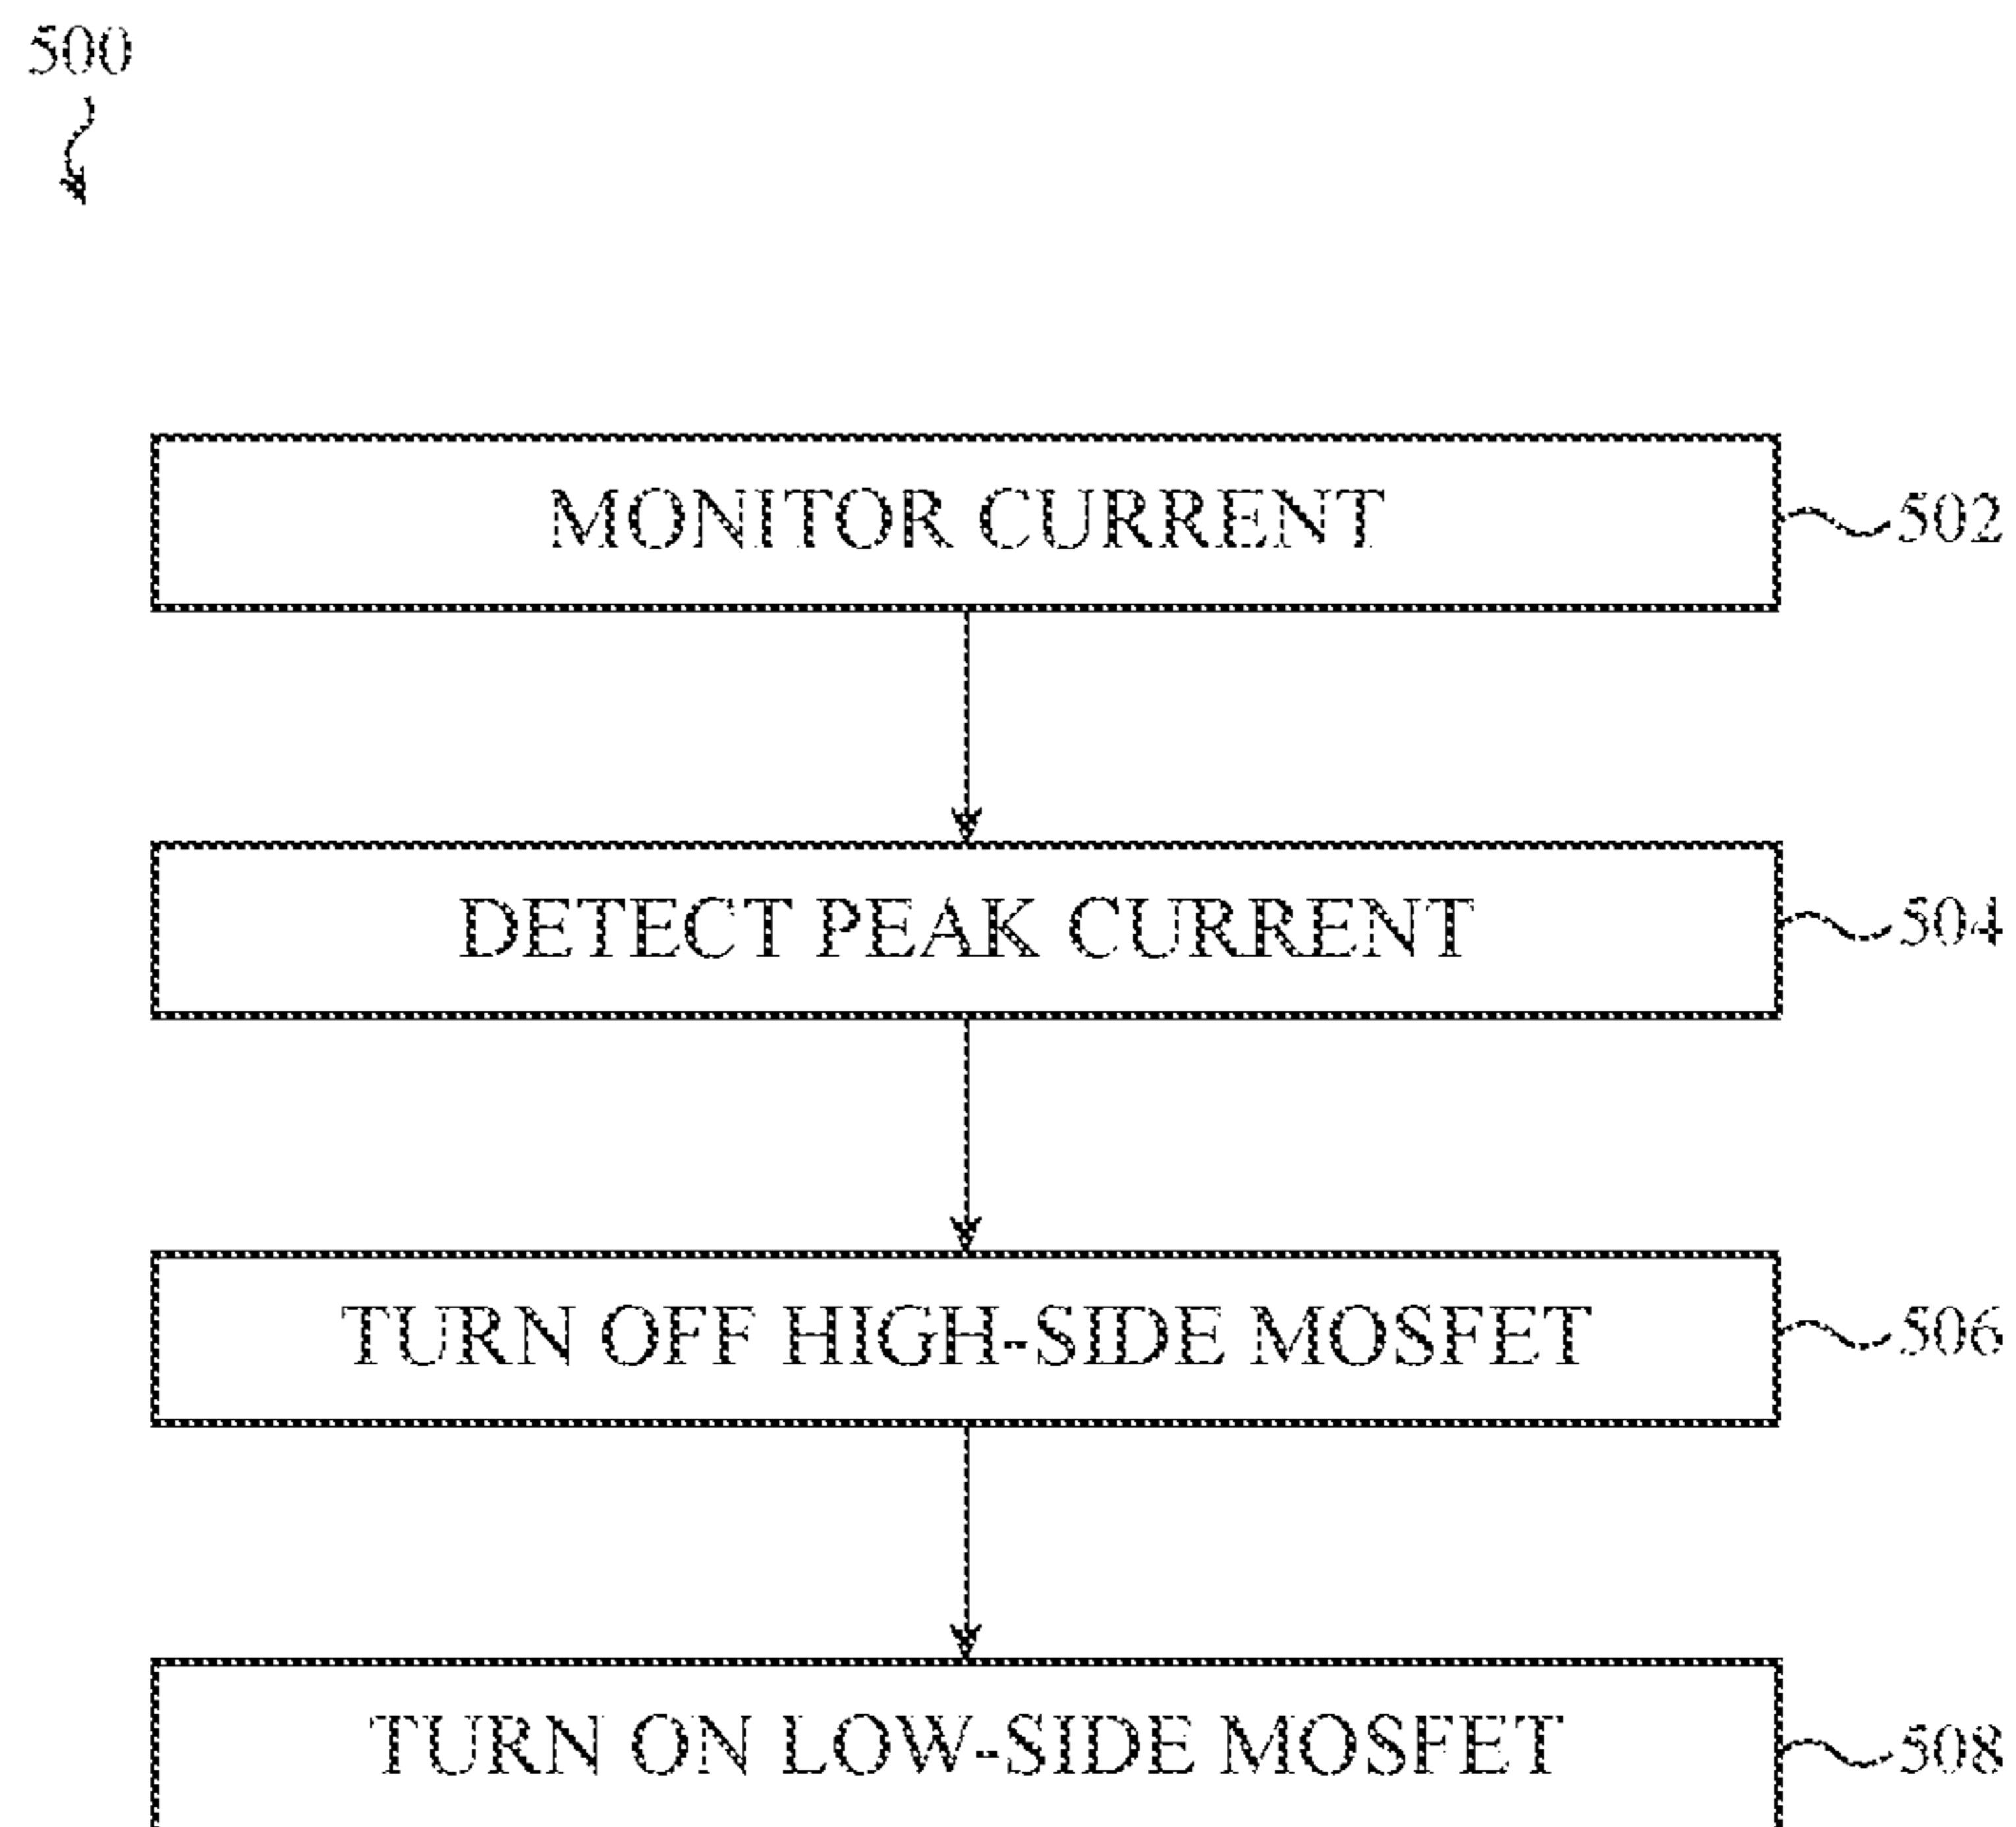 500
MONITOR CURRENT
502
DETECT PEAK CURRENT
504
TURN OFF HIGH-SIDE MOSFET
506
TURN ON LOW-SIDE MOSFET
508